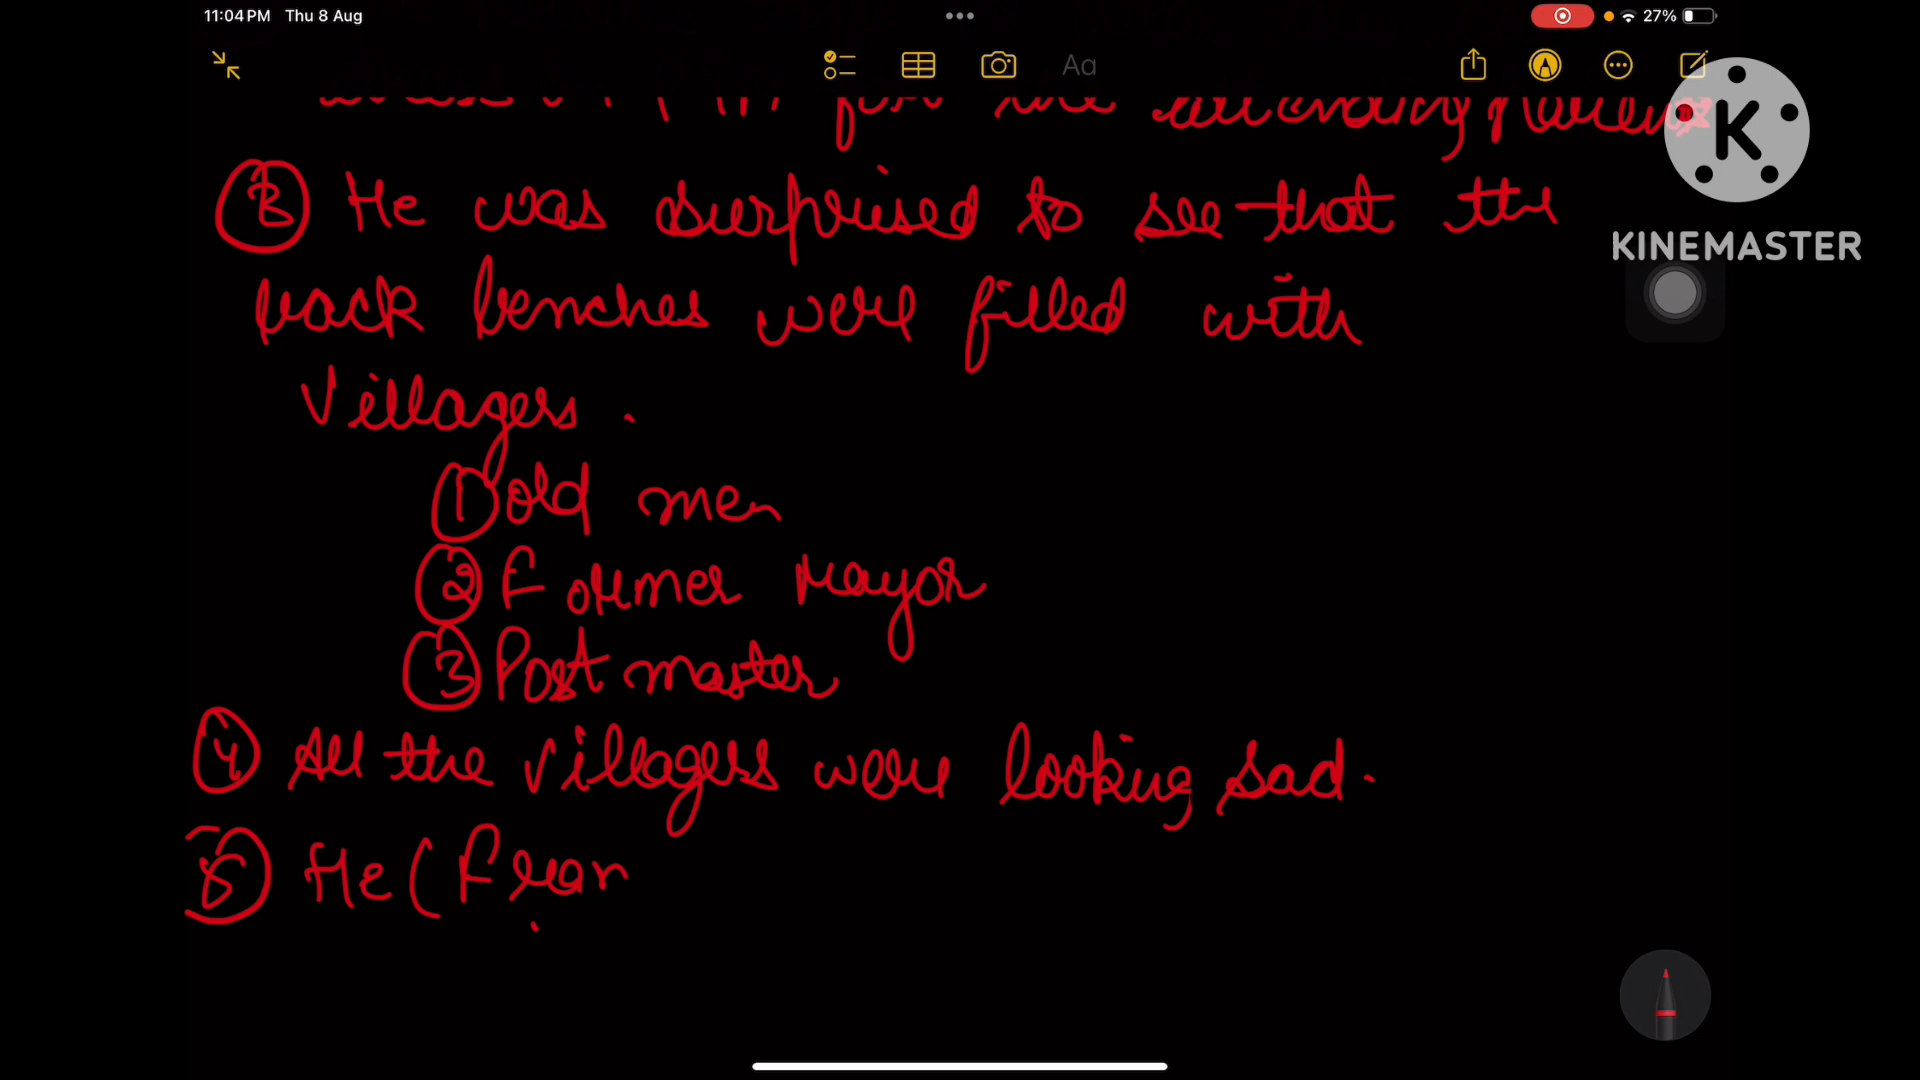 11:04 PM Thu 8 Aug
27%
Aa
K
KINEMASTER
③ He was surprised to see that the
back benches were filled with
Villagers.
① old men
② Former Mayor
③ Post master
④ All the villagers were looking sad.
⑤ He (Fran